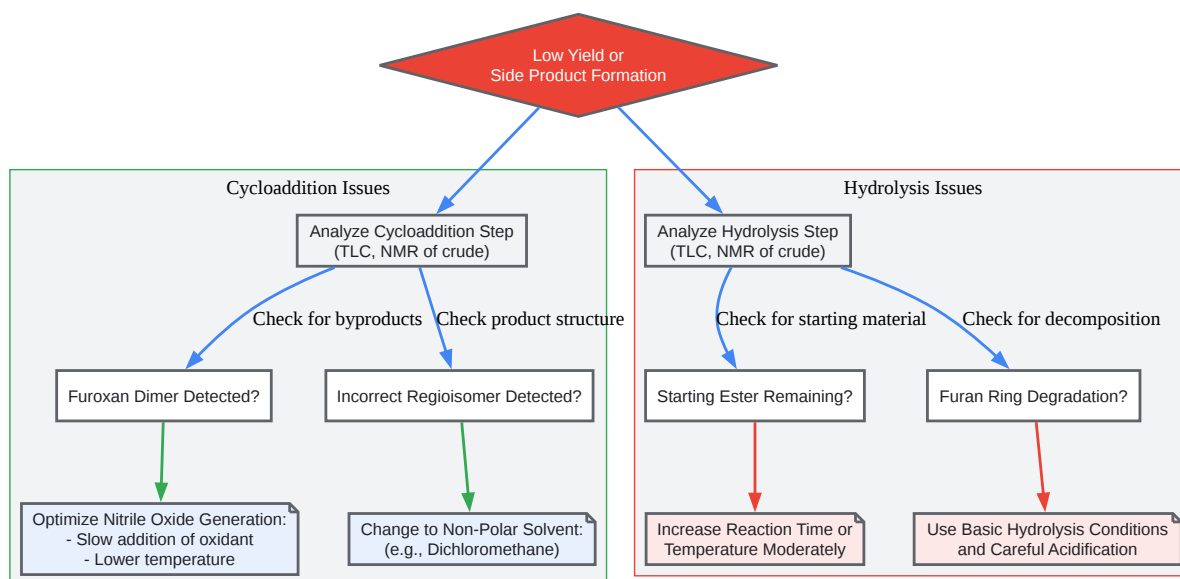 Low Yield or
Side Product Formation
Cycloaddition Issues
Analyze Cycloaddition Step
(TLC, NMR of crude)
Check for byproducts
Check product structure
Furoxan Dimer Detected?
Incorrect Regioisomer Detected?
Optimize Nitrile Oxide Generation:
- Slow addition of oxidant
- Lower temperature
Change to Non-Polar Solvent:
(e.g., Dichloromethane)
Hydrolysis Issues
Analyze Hydrolysis Step
(TLC, NMR of crude)
Check for starting material
Check for decomposition
Starting Ester Remaining?
Furan Ring Degradation?
Increase Reaction Time or
Temperature Moderately
Use Basic Hydrolysis Conditions
and Careful Acidification